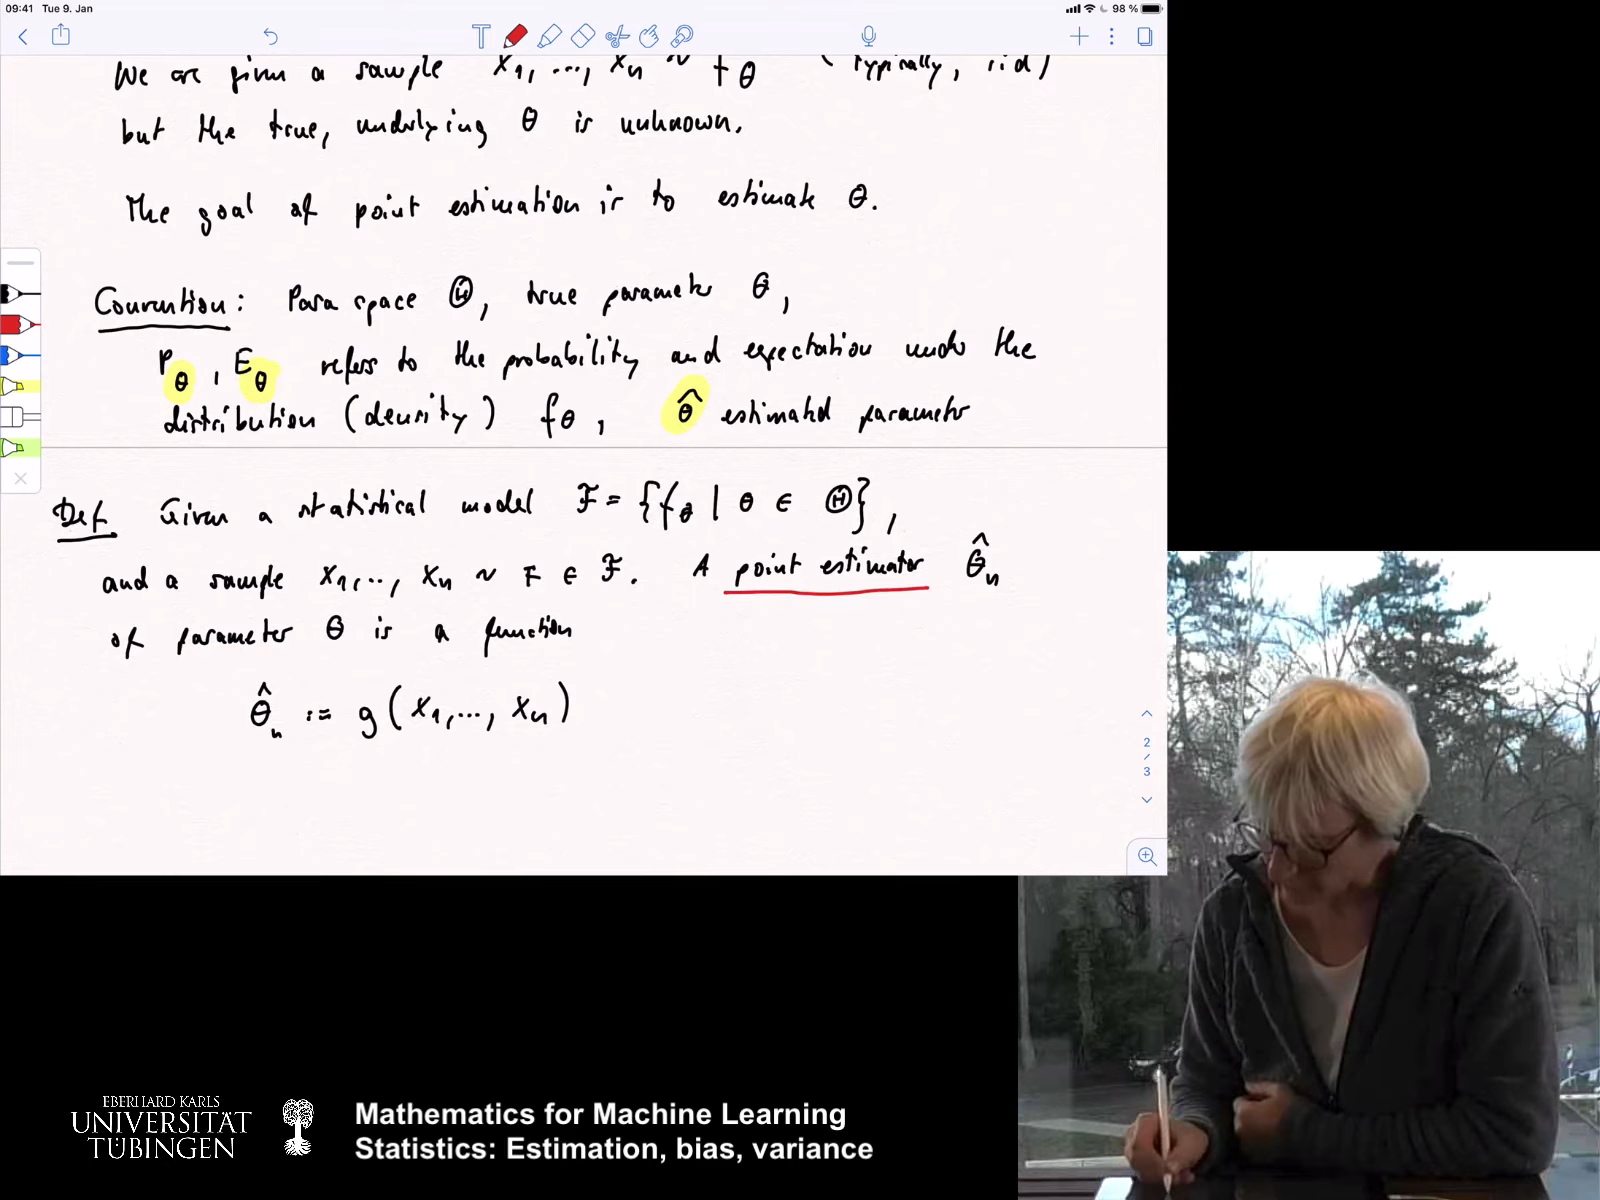 09:41 Tue 9. Jan
98 %
We are given a sample X₁, ..., Xₙ ~ fθ (typically, iid)
but the true, underlying θ is unknown.
The goal of point estimation is to estimate θ.
Convention: Para space Θ, true parameter θ,
Pθ, Eθ refers to the probability and expectation under the
distribution (density) fθ, θ̂ estimated parameter
Def Given a statistical model ℱ = {fθ | θ ∈ Θ},
and a sample X₁,.., Xₙ ~ F ∈ ℱ. A point estimator θ̂ₙ
of parameter θ is a function
θ̂ₙ := g(X₁,..., Xₙ)
2
/
3
EBERHARD KARLS
UNIVERSITÄT
TÜBINGEN
Mathematics for Machine Learning
Statistics: Estimation, bias, variance